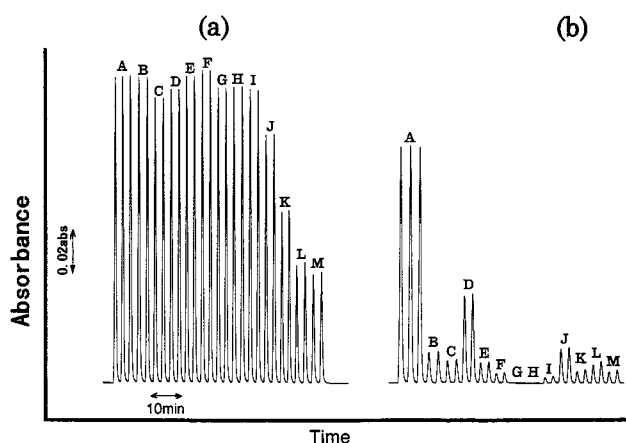 (a)
(b)
A B C D E F G H I J K L M
A B C D E F G H I J K L M
Absorbance
0.02abs
10min
Time